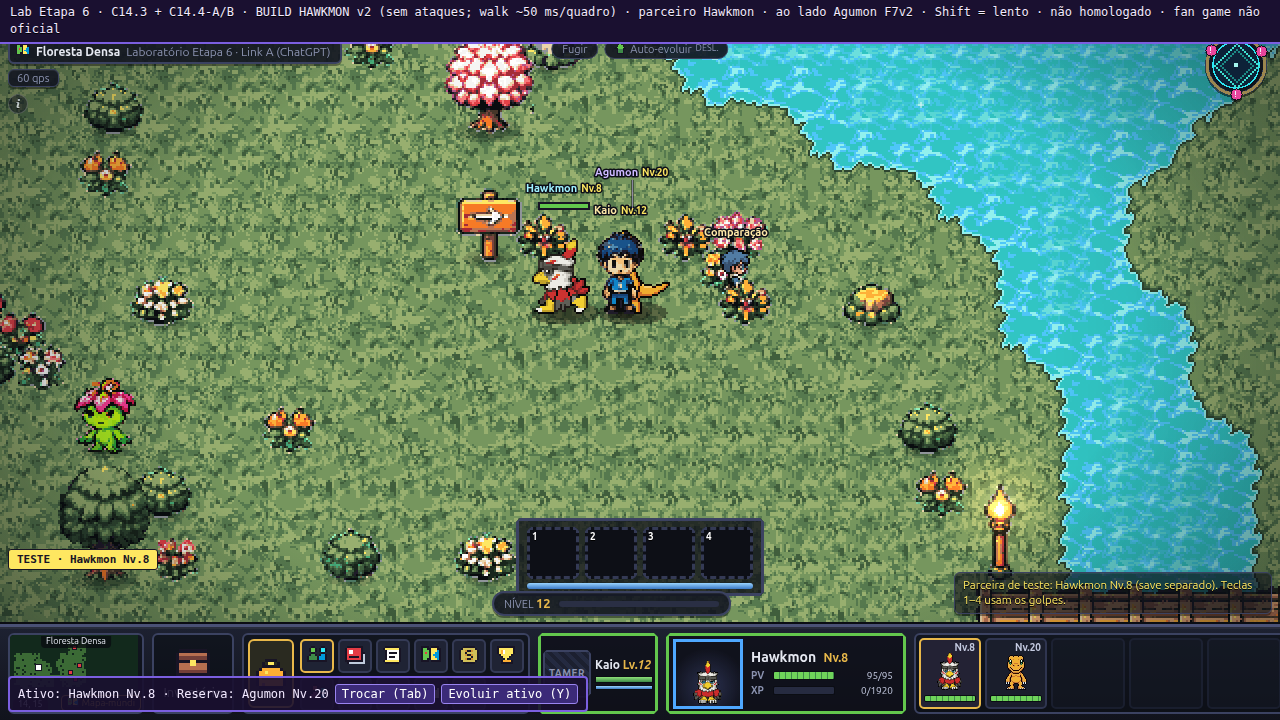 Lab Etapa 6 · C14.3 + C14.4-A/B · BUILD HAWKMON v2 (sem ataques; walk ~50 ms/quadro) · parceiro Hawkmon · ao lado Agumon F7v2 · Shift = lento · não homologado · fan game não
oficial
Floresta Densa Laboratório Etapa 6 · Link A (ChatGPT)
Fugir
Auto-evoluir DESL.
60 qps
i
Agumon Nv.20
Hawkmon Nv.8
Kaio Nv.12
Comparação
1 2 3 4
TESTE · Hawkmon Nv.8
NÍVEL 12
Parceira de teste: Hawkmon Nv.8 (save separado). Teclas
1–4 usam os golpes.
Floresta Densa
TAMER
Kaio Lv.12
Hawkmon Nv.8
PV 95/95
XP 0/1920
Nv.8
Nv.20
Ativo: Hawkmon Nv.8 · Reserva: Agumon Nv.20 Trocar (Tab) Evoluir ativo (Y)